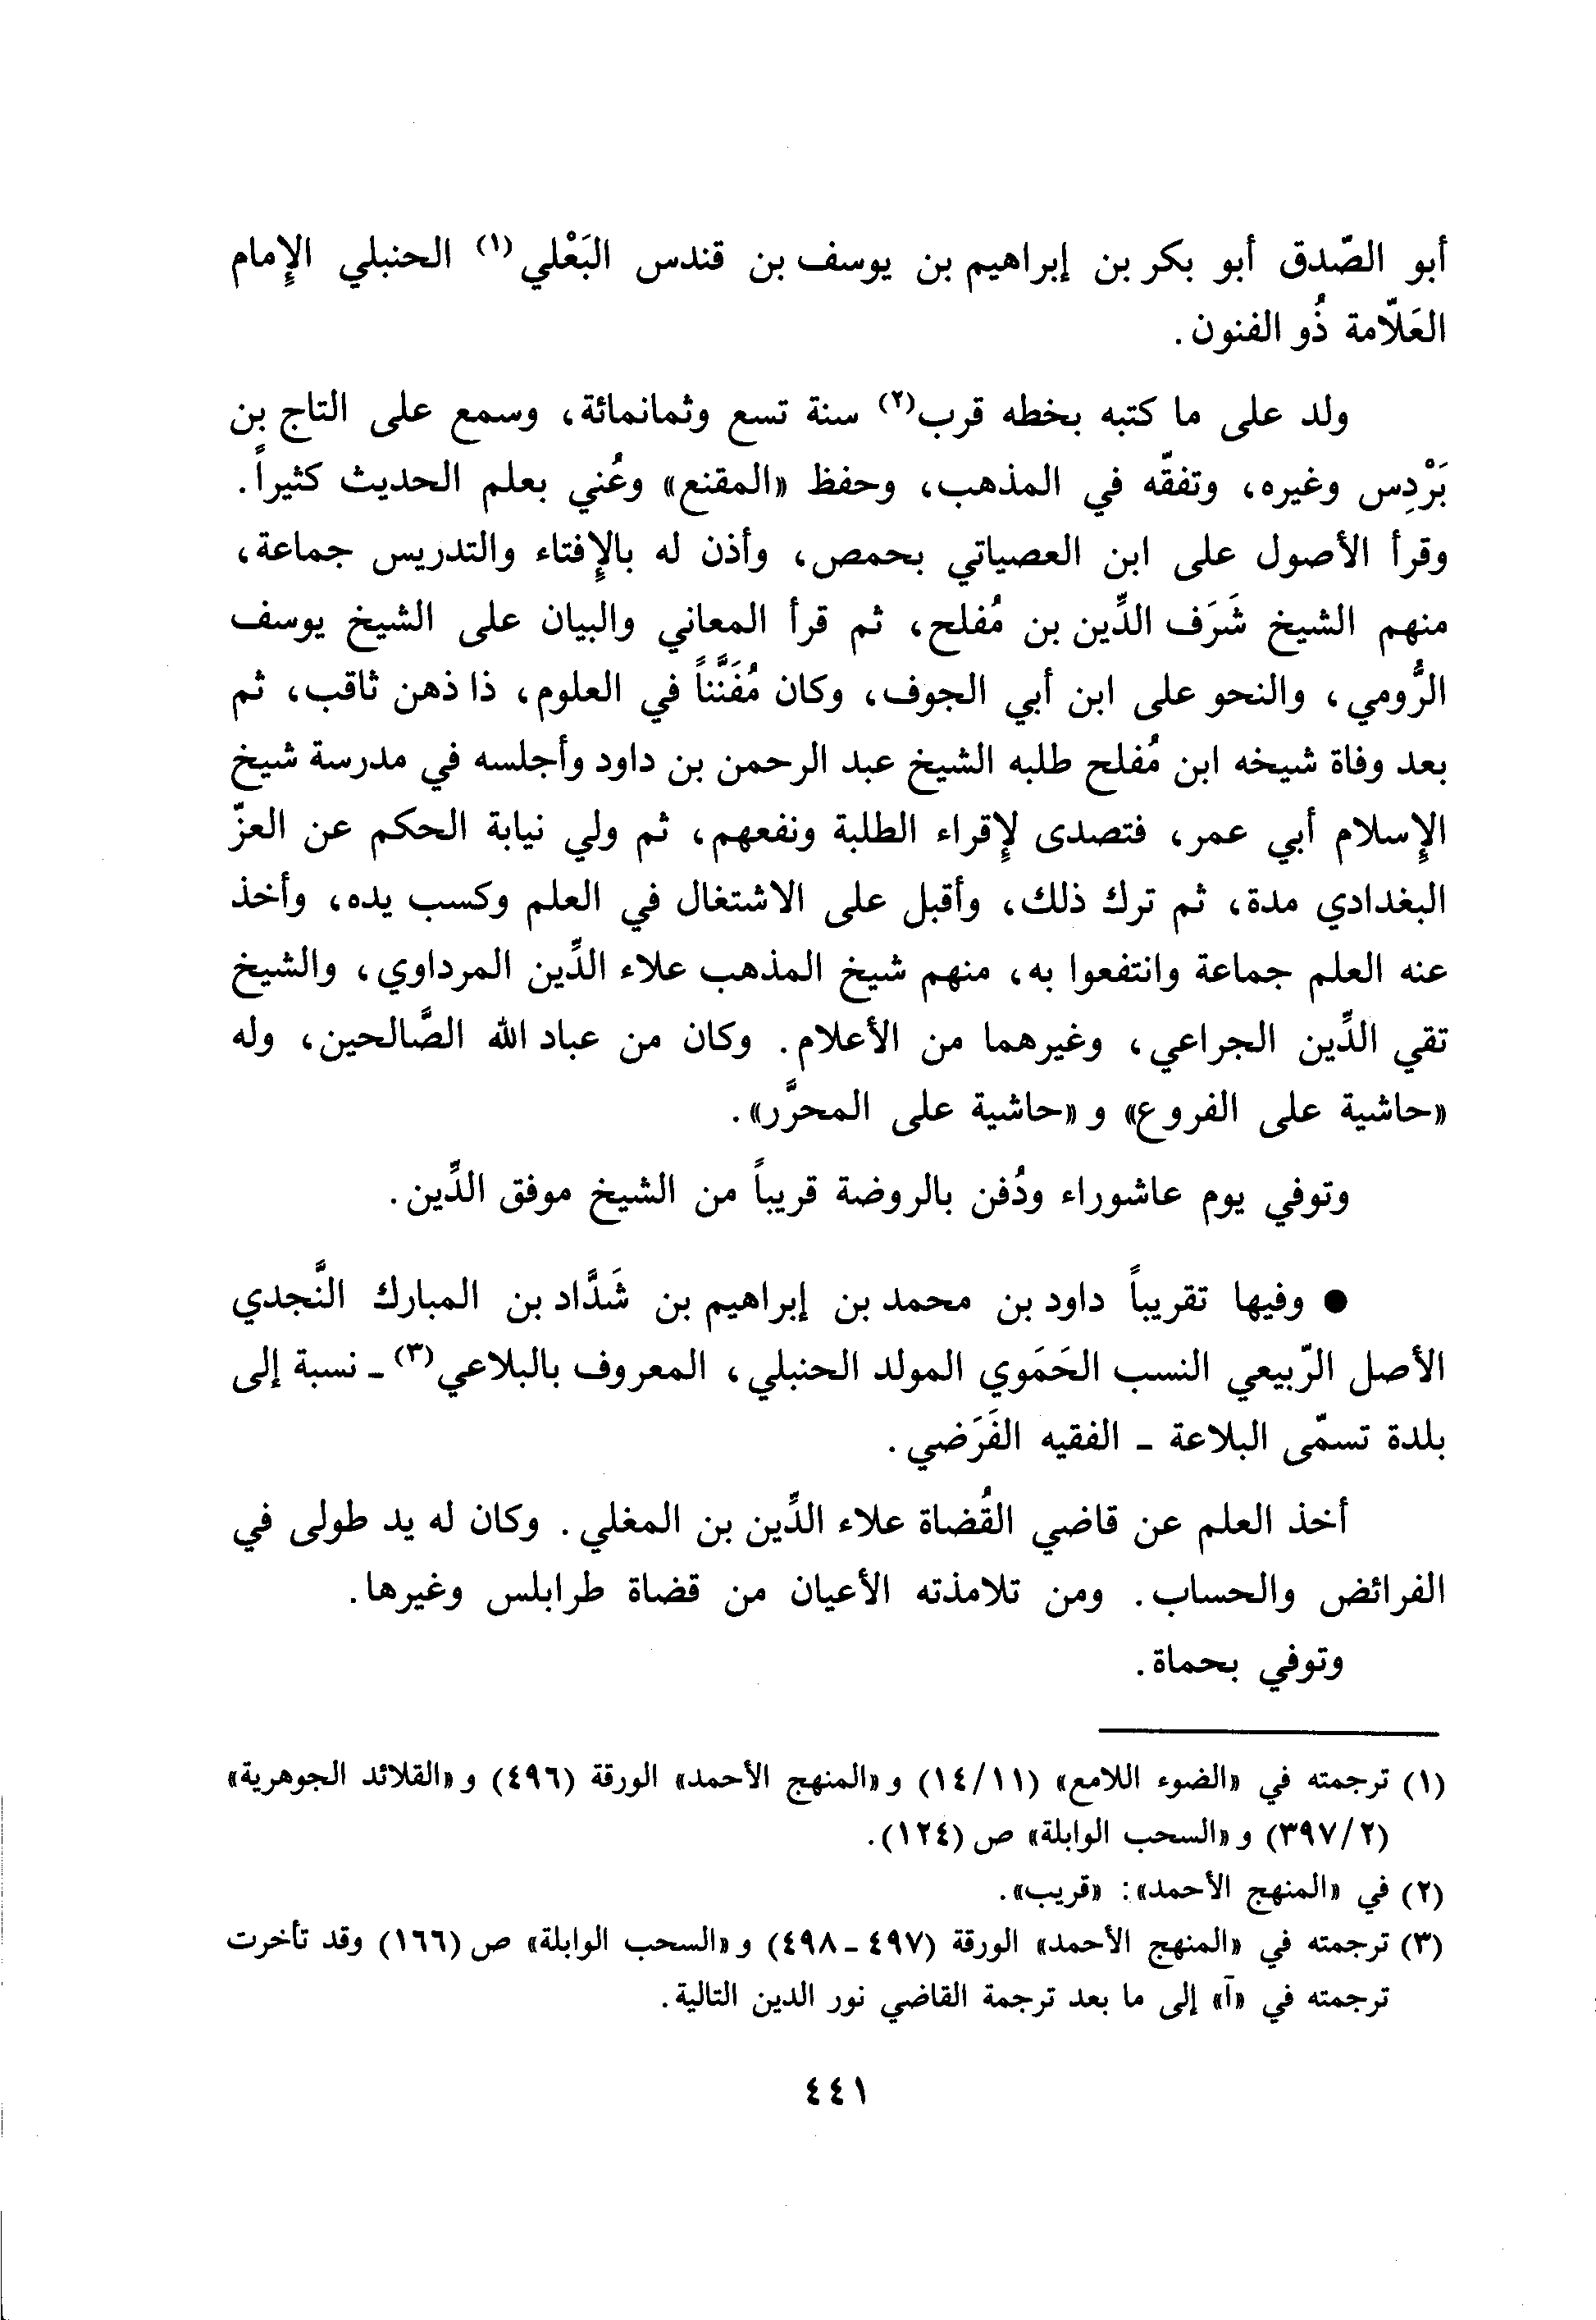 أبو الصّدق أبو بكر بن إبراهيم بن يوسف بن قندس البَعْلي(١) الحنبلي الإِمام
العَلاّمة ذُو الفنون.
ولد على ما كتبه بخطه قرب(٢) سنة تسع وثمانمائة، وسمع على التاج بن
بَرْدِس وغيره، وتفقّه في المذهب، وحفظ «المقنع» وعُني بعلم الحديث كثيراً.
وقرأ الأصول على ابن العصياتي بحمص، وأذن له بالإِفتاء والتدريس جماعة،
منهم الشيخ شَرَف الدِّين بن مُفلح، ثم قرأ المعاني والبيان على الشيخ يوسف
الرُّومي، والنحو على ابن أبي الجوف، وكان مُفَنَّناً في العلوم، ذا ذهن ثاقب، ثم
بعد وفاة شيخه ابن مُفلح طلبه الشيخ عبد الرحمن بن داود وأجلسه في مدرسة شيخ
الإِسلام أبي عمر، فتصدى لإِقراء الطلبة ونفعهم، ثم ولي نيابة الحكم عن العزّ
البغدادي مدة، ثم ترك ذلك، وأقبل على الاشتغال في العلم وكسب يده، وأخذ
عنه العلم جماعة وانتفعوا به، منهم شيخ المذهب علاء الدِّين المرداوي، والشيخ
تقي الدِّين الجراعي، وغيرهما من الأعلام. وكان من عباد الله الصَّالحين، وله
«حاشية على الفروع» و «حاشية على المحرَّر».
وتوفي يوم عاشوراء ودُفن بالروضة قريباً من الشيخ موفق الدِّين.
● وفيها تقريباً داود بن محمد بن إبراهيم بن شَدَّاد بن المبارك النَّجدي
الأصل الرّبيعي النسب الحَمَوي المولد الحنبلي، المعروف بالبلاعي(٣) - نسبة إلى
بلدة تسمّى البلاعة - الفقيه الفَرَضي.
أخذ العلم عن قاضي القُضاة علاء الدِّين بن المغلي. وكان له يد طولى في
الفرائض والحساب. ومن تلامذته الأعيان من قضاة طرابلس وغيرها.
وتوفي بحماة.
(١) ترجمته في «الضوء اللامع» (١٤/١١) و «المنهج الأحمد» الورقة (٤٩٦) و «القلائد الجوهرية»
(٣٩٧/٢) و «السحب الوابلة» ص (١٢٤).
(٢) في «المنهج الأحمد»: «قريب».
(٣) ترجمته في «المنهج الأحمد» الورقة (٤٩٧ - ٤٩٨) و «السحب الوابلة» ص (١٦٦) وقد تأخرت
ترجمته في «آ» إلى ما بعد ترجمة القاضي نور الدين التالية.
٤٤١